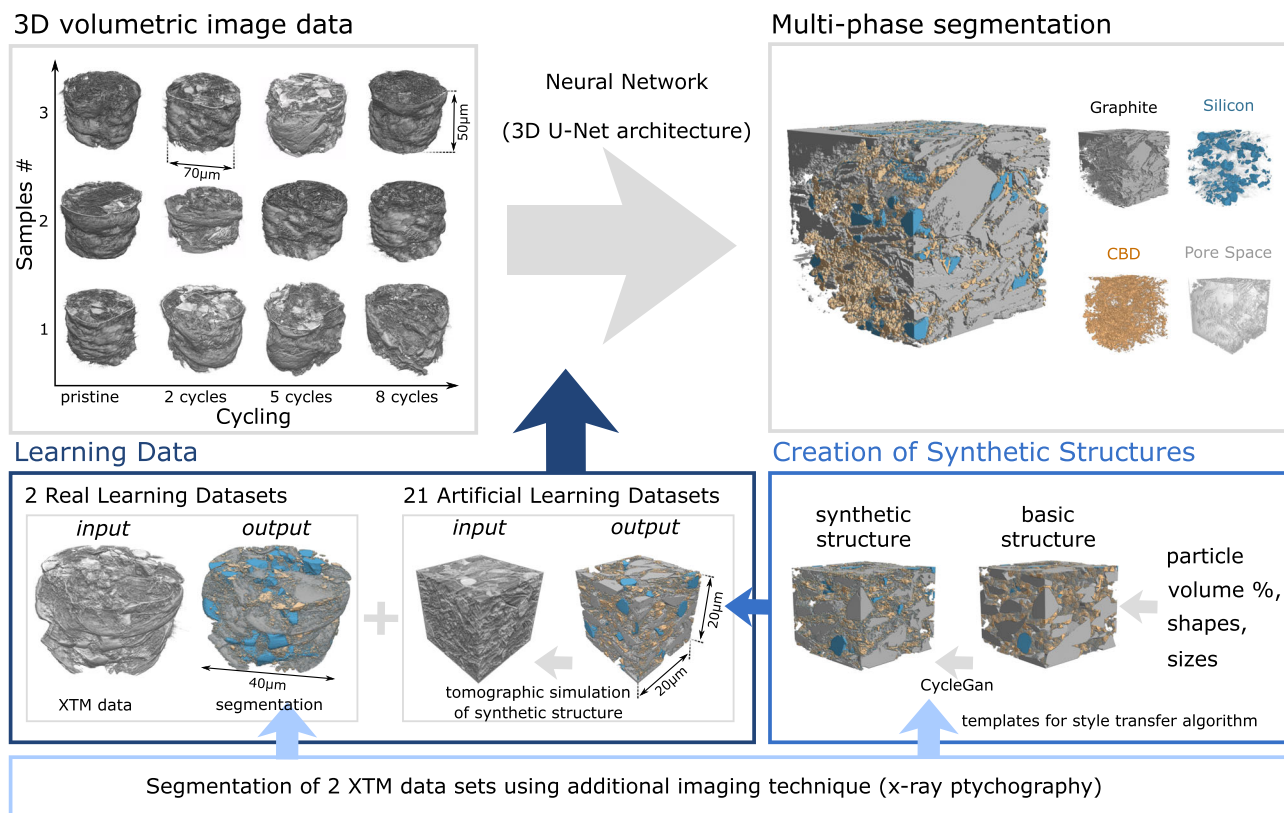 3D volumetric image data
Samples #
3
2
1
70µm
50µm
pristine
2 cycles
5 cycles
8 cycles
Cycling
Neural Network
(3D U-Net architecture)
Multi-phase segmentation
Graphite
Silicon
CBD
Pore Space
Learning Data
2 Real Learning Datasets
input
output
40µm
XTM data
segmentation
+
21 Artificial Learning Datasets
input
output
20µm
20µm
tomographic simulation
of synthetic structure
Creation of Synthetic Structures
synthetic
structure
basic
structure
particle
volume %,
shapes,
sizes
CycleGan
templates for style transfer algorithm
Segmentation of 2 XTM data sets using additional imaging technique (x-ray ptychography)